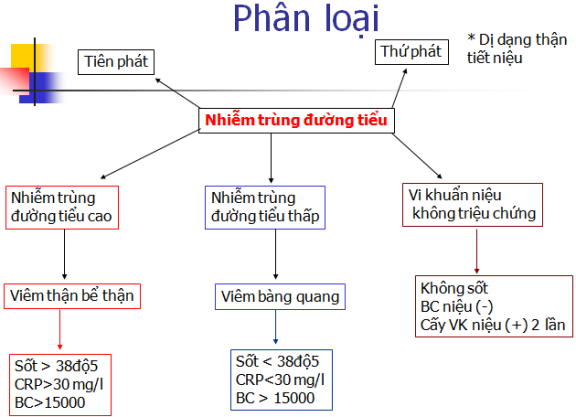 Phân loại
Tiên phát
Thứ phát
* Dị dạng thận
tiết niệu
Nhiễm trùng đường tiểu
Nhiễm trùng
đường tiểu cao
Nhiễm trùng
đường tiểu thấp
Vi khuẩn niệu
không triệu chứng
Viêm thận bể thận
Viêm bàng quang
Không sốt
BC niệu (-)
Cấy VK niệu (+) 2 lần
Sốt > 38độ5
CRP>30 mg/l
BC>15000
Sốt < 38độ5
CRP<30 mg/l
BC > 15000